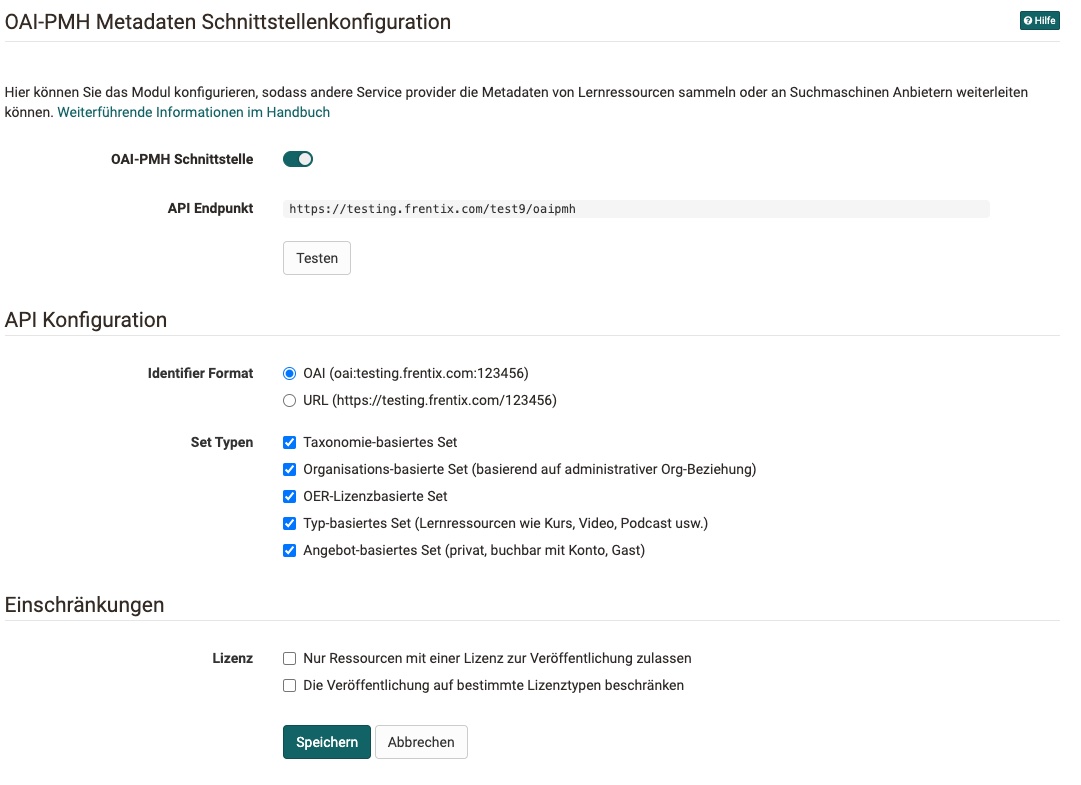 OAI-PMH Metadaten Schnittstellenkonfiguration
Hilfe
Hier können Sie das Modul konfigurieren, sodass andere Service provider die Metadaten von Lernressourcen sammeln oder an Suchmaschinen Anbietern weiterleiten
können. Weiterführende Informationen im Handbuch
OAI-PMH Schnittstelle
API Endpunkt https://testing.frentix.com/test9/oaipmh
Testen
API Konfiguration
Identifier Format OAI (oai:testing.frentix.com:123456)
URL (https://testing.frentix.com/123456)
Set Typen Taxonomie-basiertes Set
Organisations-basierte Set (basierend auf administrativer Org-Beziehung)
OER-Lizenzbasierte Set
Typ-basiertes Set (Lernressourcen wie Kurs, Video, Podcast usw.)
Angebot-basiertes Set (privat, buchbar mit Konto, Gast)
Einschränkungen
Lizenz Nur Ressourcen mit einer Lizenz zur Veröffentlichung zulassen
Die Veröffentlichung auf bestimmte Lizenztypen beschränken
Speichern Abbrechen